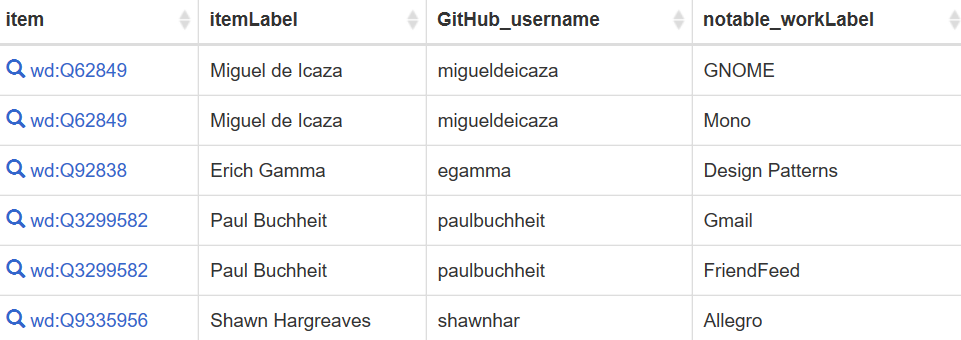 item itemLabel GitHub_username notable_workLabel
wd:Q62849 Miguel de Icaza migueldeicaza GNOME
wd:Q62849 Miguel de Icaza migueldeicaza Mono
wd:Q92838 Erich Gamma egamma Design Patterns
wd:Q3299582 Paul Buchheit paulbuchheit Gmail
wd:Q3299582 Paul Buchheit paulbuchheit FriendFeed
wd:Q9335956 Shawn Hargreaves shawnhar Allegro